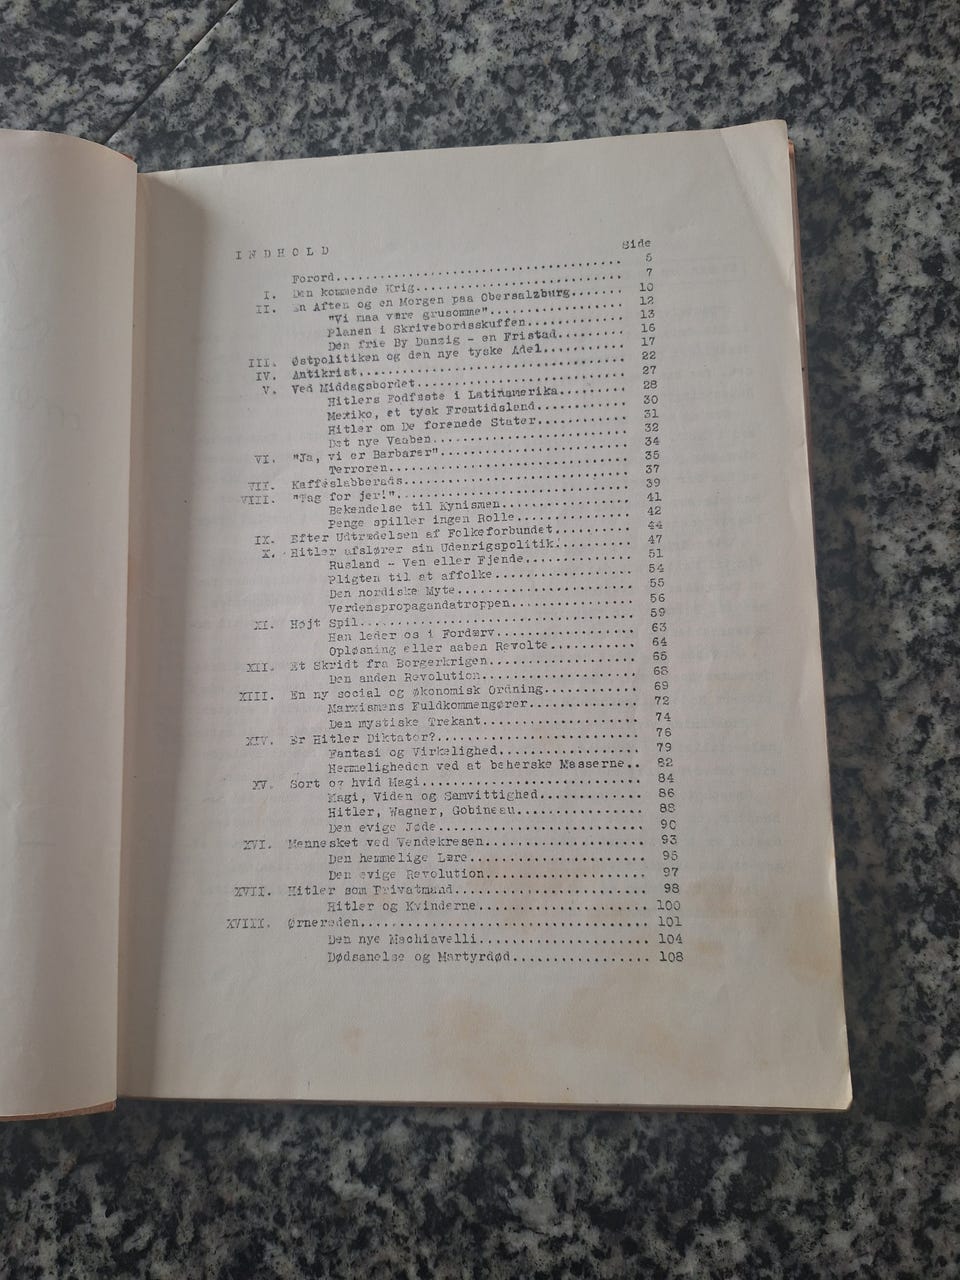 INDHOLD Side
Forord.......................................... 5
I. Den kommende Krig............................... 7
II. En Aften og en Morgen paa Obersalzburg....... 10
"Vi maa være grusomme".................... 12
Planen i Skrivebordsskuffen............... 13
Den frie By Danzig - en Fristad........... 16
III. Østpolitiken og den nye tyske Adel........... 17
IV. Antikrist.................................... 22
V. Ved Middagsbordet............................ 27
Hitlers Fodfæste i Latinamerika.......... 28
Mexiko, et tysk Fremtidsland............. 30
Hitler om De forenede Stater............. 31
Det nye Vaaben........................... 32
VI. "Ja, vi er Barbarer"......................... 34
Terroren................................. 35
VII. Kaffeslabberads.............................. 37
VIII. "Tag for jer!"............................... 39
Bekendelse til Kynismen.................. 41
Penge spiller ingen Rolle................ 42
IX. Efter Udtrædelsen af Folkeforbundet.......... 44
X. Hitler afslører sin Udenrigspolitik.......... 47
Rusland - Ven eller Fjende............... 51
Pligten til at affolke................... 54
Den nordiske Myte........................ 55
Verdenspropagandatroppen................. 56
XI. Højt Spil.................................... 59
Han leder os i Fordærv................... 63
Opløsning eller aaben Revolte............ 64
XII. Et Skridt fra Borgerkrigen................... 65
Den anden Revolution..................... 68
XIII. En ny social og økonomisk Ordning............ 69
Marxismens Fuldkommengører............... 72
Den mystiske Trekant..................... 74
XIV. Er Hitler Diktator?.......................... 76
Fantasi og Virkelighed................... 79
Hemmeligheden ved at beherske Masserne.. 82
XV. Sort og hvid Magi............................ 84
Magi, Viden og Samvittighed.............. 86
Hitler, Wagner, Gobineau................. 88
Den evige Jøde........................... 90
XVI. Mennesket ved Vendekresen.................... 93
Den hemmelige Lære....................... 95
Den evige Revolution..................... 97
XVII. Hitler som Privatmand........................ 98
Hitler og Kvinderne...................... 100
XVIII. Ørnereden.................................... 101
Den nye Machiavelli...................... 104
Dødsanelse og Martyrdød................. 108